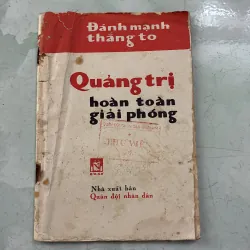 Đánh mạnh
thắng to
Quảng trị
hoàn toàn
giải phóng
Nhà xuất bản
Quân đội nhân dân